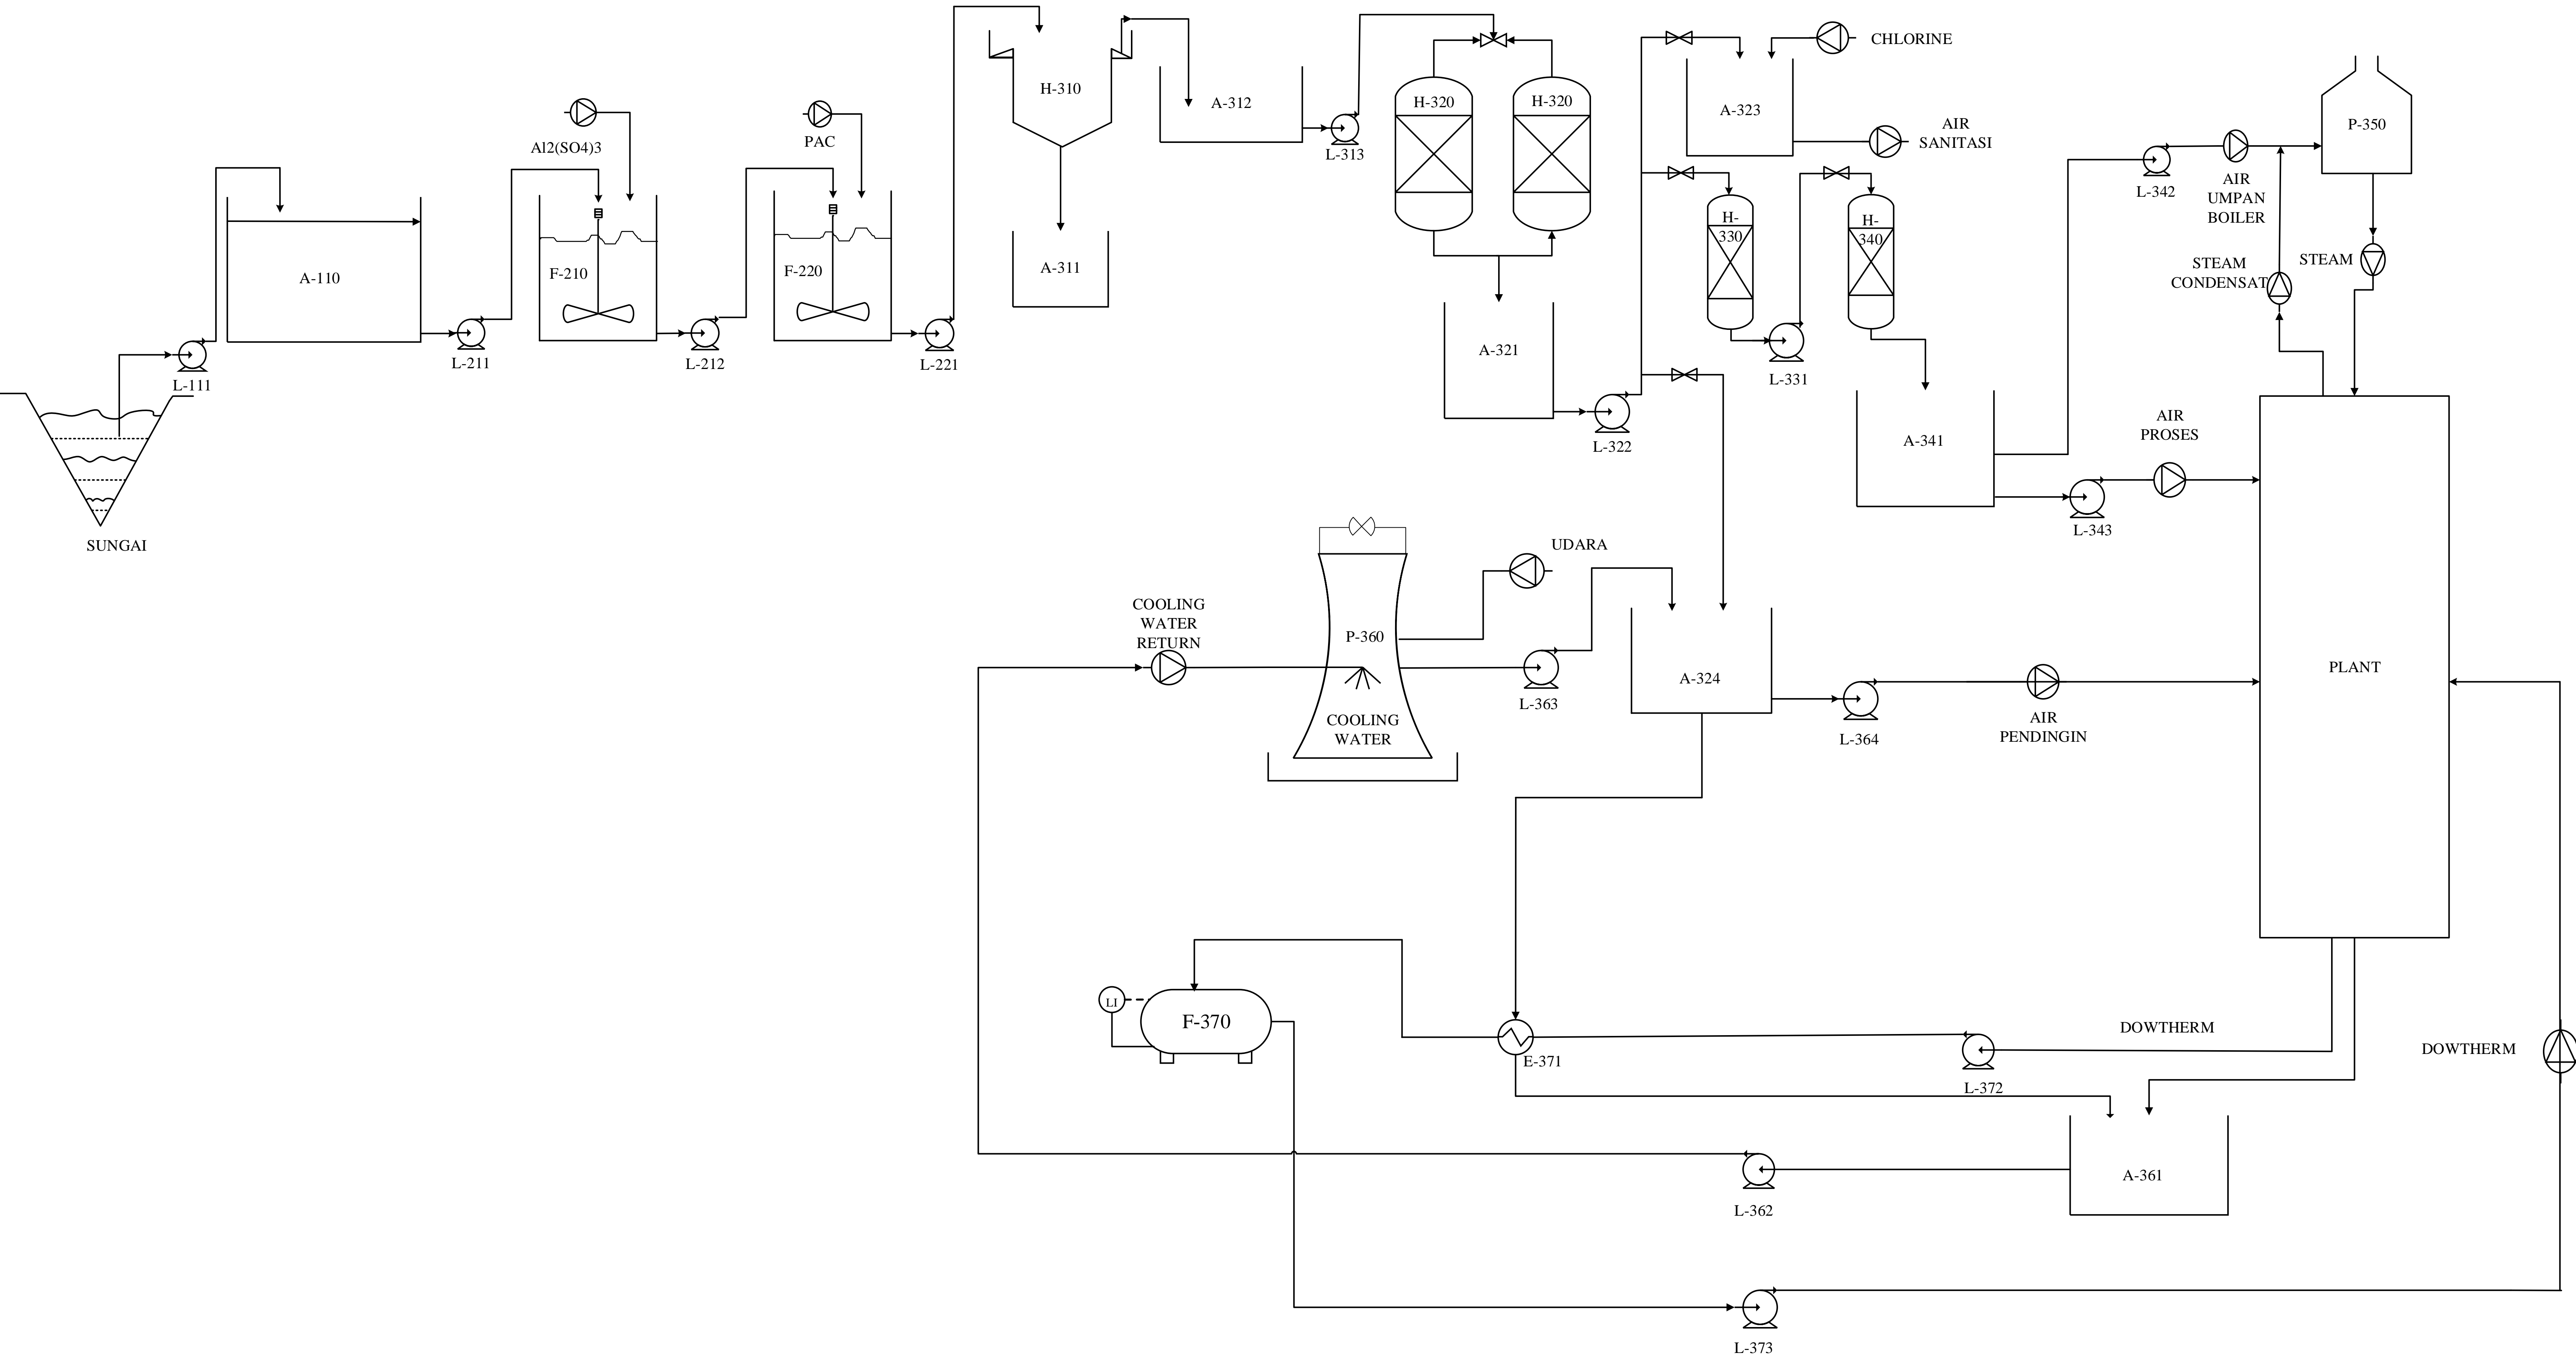 CHLORINE
H-310
H-320
H-320
A-312
A-323
L-313
AIR
SANITASI
Al2(SO4)3
PAC
P-350
L-342
AIR
UMPAN
BOILER
H-
330
H-
340
STEAM
STEAM
CONDENSAT
A-110
F-210
F-220
A-311
L-111
L-211
L-212
L-221
A-321
L-331
L-322
A-341
AIR
PROSES
L-343
SUNGAI
UDARA
COOLING
WATER
RETURN
P-360
L-363
COOLING
WATER
A-324
L-364
AIR
PENDINGIN
PLANT
LI
F-370
E-371
L-372
DOWTHERM
DOWTHERM
A-361
L-362
L-373